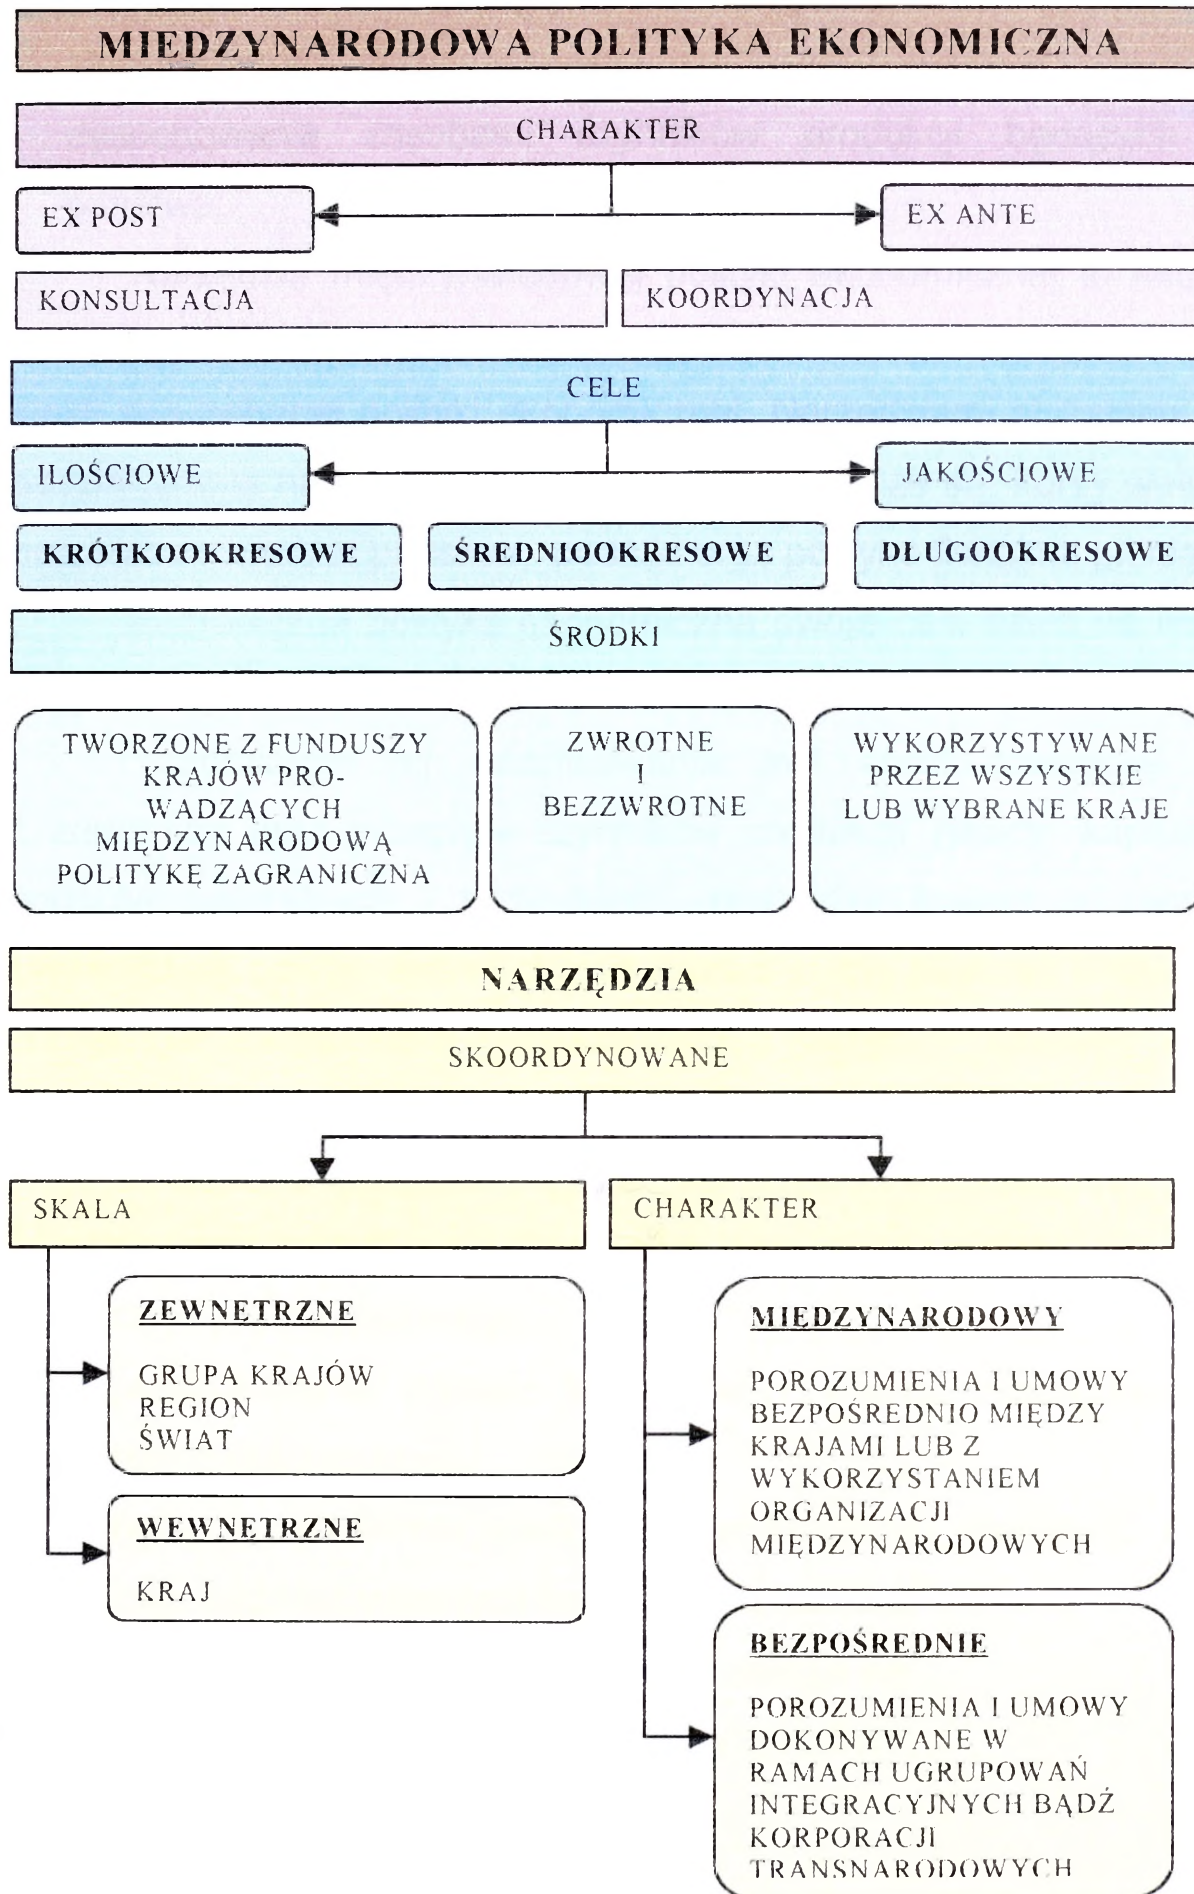 MIEDZYNARODOWA POLITYKA EKONOMICZNA
CHARAKTER
EX POST
EX ANTE
KONSULTACJA
KOORDYNACJA
CELE
ILOŚCIOWE
JAKOŚCIOWE
KRÓTKOOKRESOWE
ŚREDNIOOKRESOWE
DŁUGOOKRESOWE
ŚRODKI
TWORZONE Z FUNDUSZY
KRAJÓW PRO-
WADZĄCYCH
MIĘDZYNARODOWĄ
POLITYKĘ ZAGRANICZNA
ZWROTNE
I
BEZZWROTNE
WYKORZYSTYWANE
PRZEZ WSZYSTKIE
LUB WYBRANE KRAJE
NARZĘDZIA
SKOORDYNOWANE
SKALA
CHARAKTER
ZEWNETRZNE
GRUPA KRAJÓW
REGION
ŚWIAT
WEWNETRZNE
KRAJ
MIĘDZYNARODOWY
POROZUMIENIA I UMOWY
BEZPOŚREDNIO MIĘDZY
KRAJAMI LUB Z
WYKORZYSTANIEM
ORGANIZACJI
MIĘDZYNARODOWYCH
BEZPOŚREDNIE
POROZUMIENIA I UMOWY
DOKONYWANE W
RAMACH UGRUPOWAŃ
INTEGRACYJNYCH BĄDŹ
KORPORACJI
TRANSNARODOWYCH